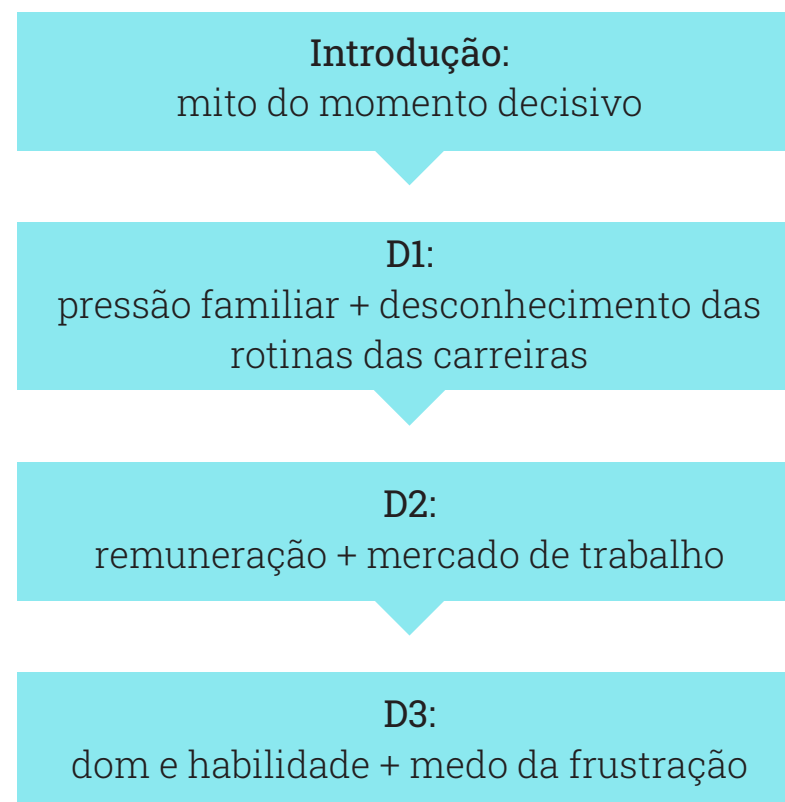 Introdução:
mito do momento decisivo
D1:
pressão familiar + desconhecimento das
rotinas das carreiras
D2:
remuneração + mercado de trabalho
D3:
dom e habilidade + medo da frustração